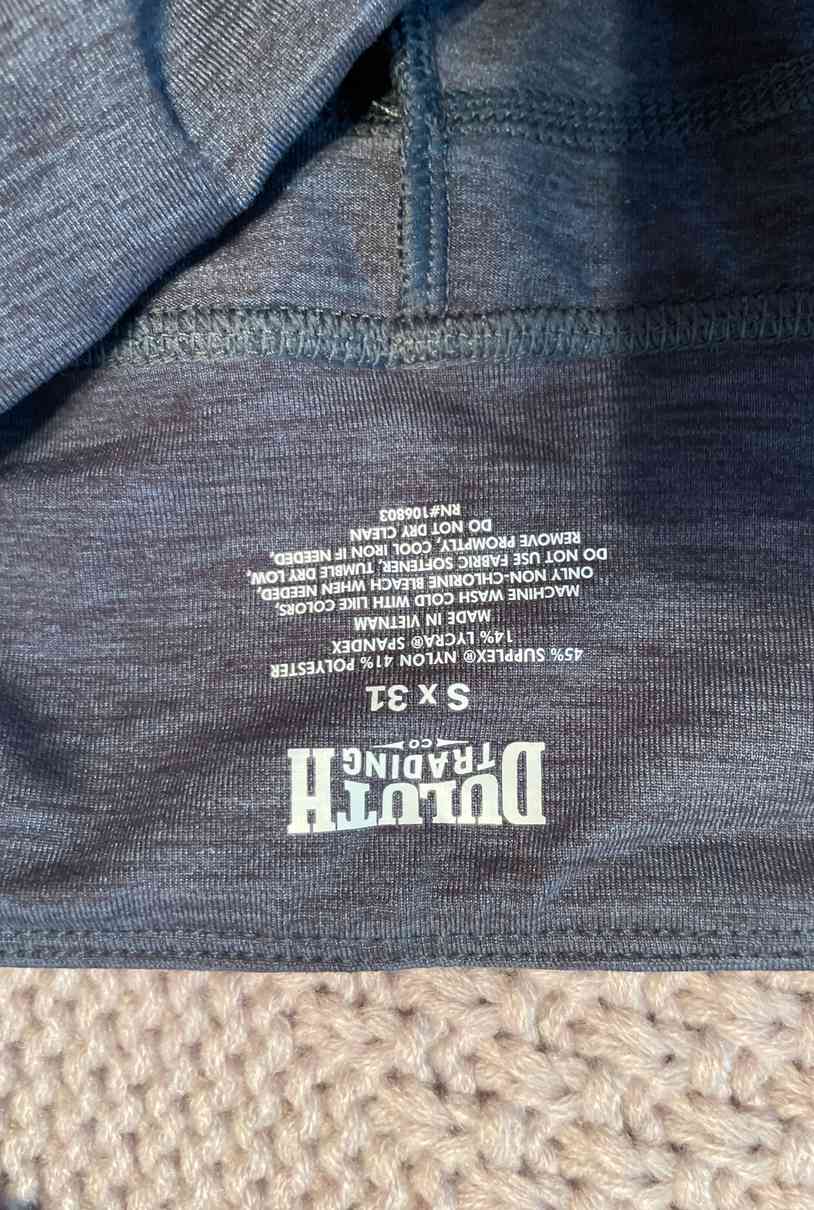 DULUTH
TRADING
CO
S x 31
45% SUPPLEX® NYLON 41% POLYESTER
14% LYCRA® SPANDEX
MADE IN VIETNAM
MACHINE WASH COLD WITH LIKE COLORS,
ONLY NON-CHLORINE BLEACH WHEN NEEDED,
DO NOT USE FABRIC SOFTENER, TUMBLE DRY LOW,
REMOVE PROMPTLY, COOL IRON IF NEEDED,
DO NOT DRY CLEAN
RN#106803